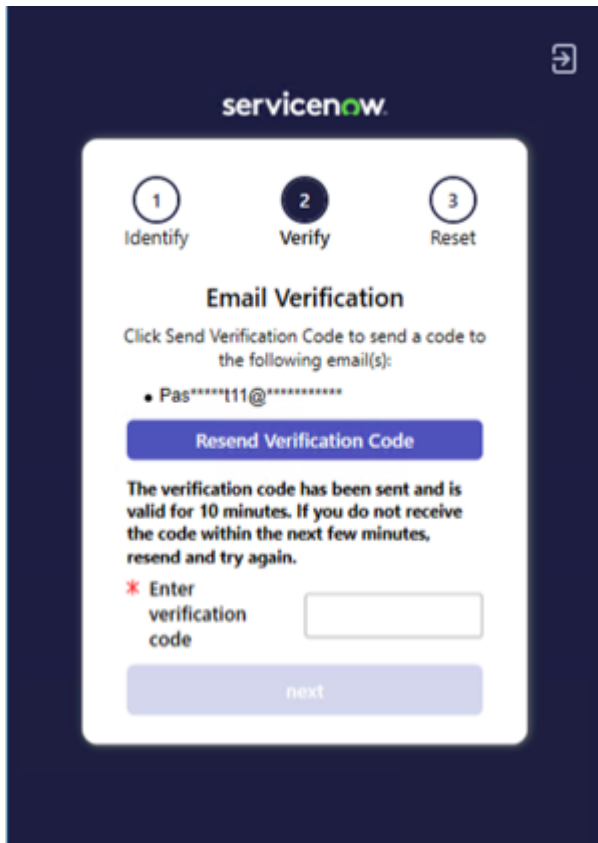 servicenow.
1 2 3
Identify Verify Reset
Email Verification
Click Send Verification Code to send a code to
the following email(s):
• Pas*****t11@***********
Resend Verification Code
The verification code has been sent and is
valid for 10 minutes. If you do not receive
the code within the next few minutes,
resend and try again.
* Enter
verification
code
next